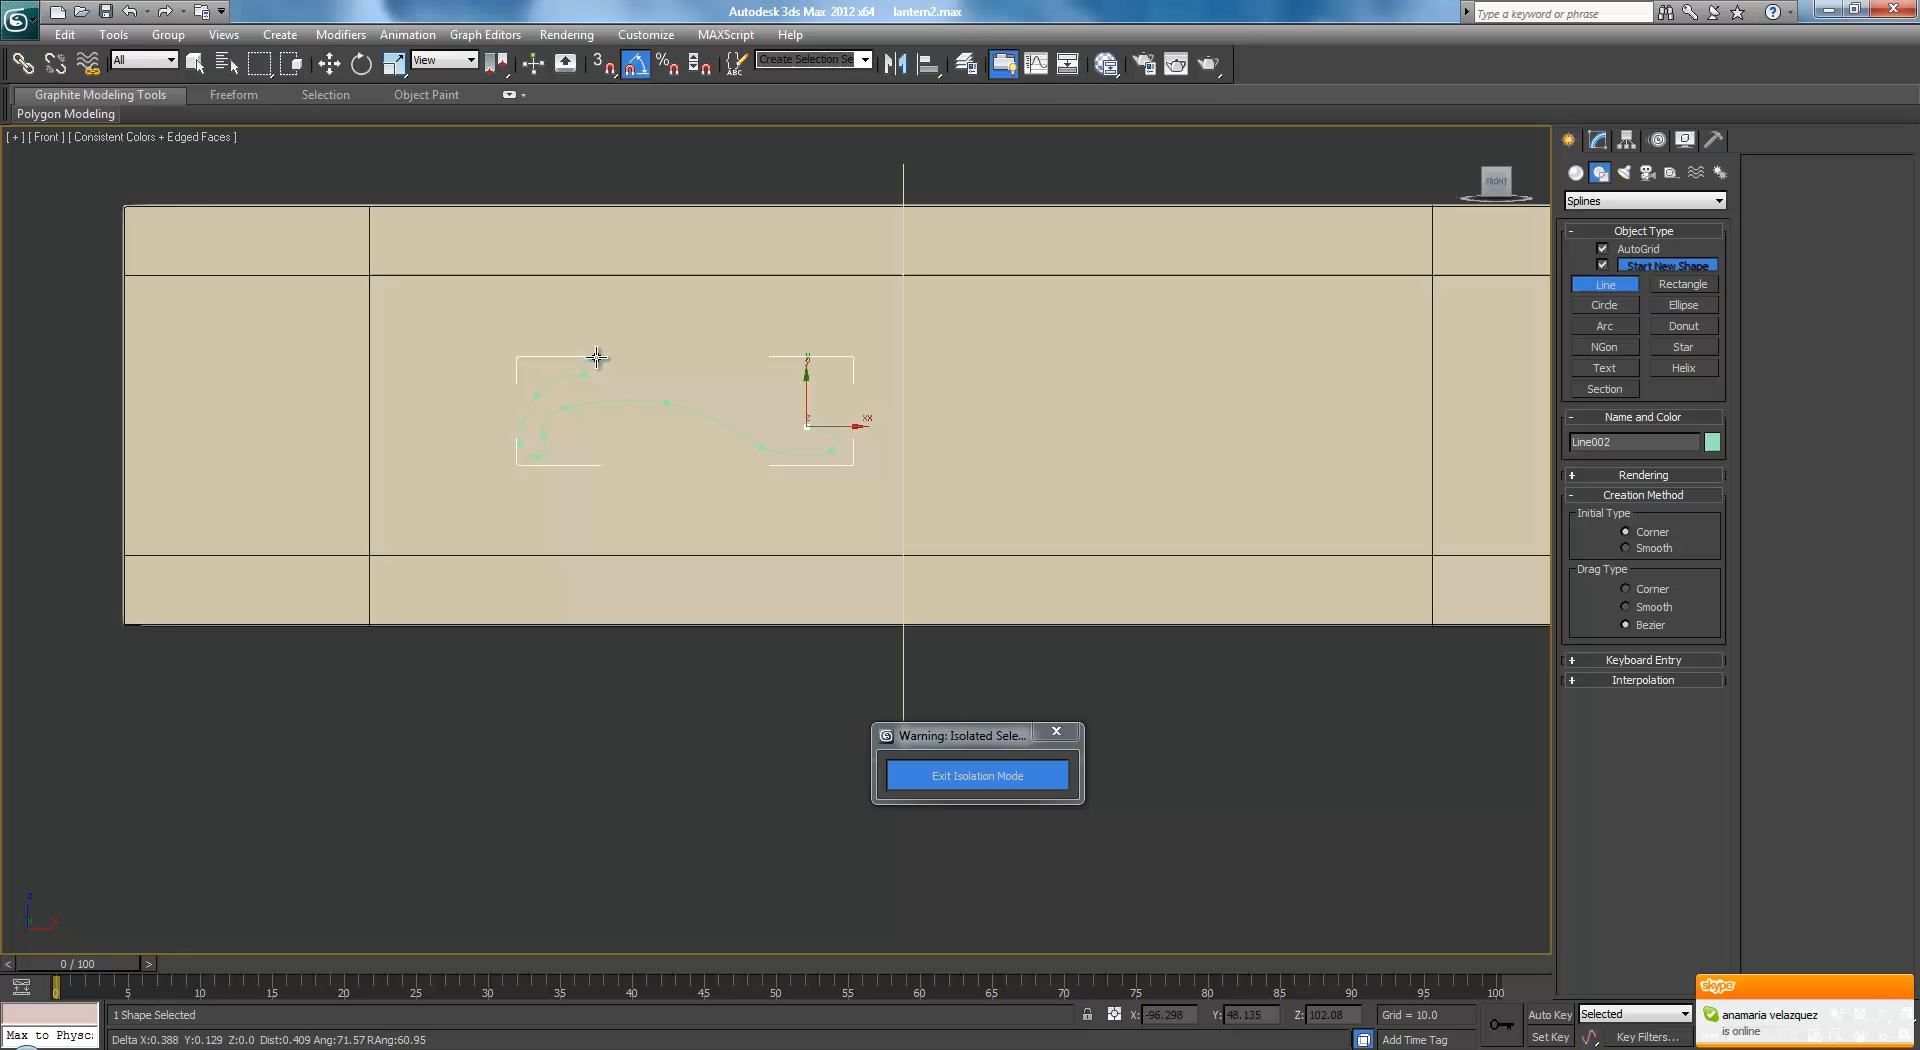 Autodesk 3ds Max 2012 x64 lantern2.max
Type a keyword or phrase
Edit Tools Group Views Create Modifiers Animation Graph Editors Rendering Customize MAXScript Help
All View 3 Create Selection Se
Graphite Modeling Tools Freeform Selection Object Paint
Polygon Modeling
[ + ] [ Front ] [ Consistent Colors + Edged Faces ]
FRONT
Splines
- Object Type
AutoGrid
Start New Shape
Line Rectangle
Circle Ellipse
Arc Donut
NGon Star
Text Helix
Section
- Name and Color
Line002
+ Rendering
- Creation Method
Initial Type
Corner
Smooth
Drag Type
Corner
Smooth
Bezier
+ Keyboard Entry
+ Interpolation
Warning: Isolated Sele...
Exit Isolation Mode
< 0 / 100 >
0 5 10 15 20 25 30 35 40 45 50 55 60 65 70 75 80 85 90 95 100
1 Shape Selected X: -96.298 Y: 48.135 Z: 102.08 Grid = 10.0 Auto Key Selected
Max to Physc: Delta X:0.388 Y:0.129 Z:0.0 Dist:0.409 Ang:71.57 RAng:60.95 Add Time Tag Set Key Key Filters...
skype
anamaria velazquez
is online